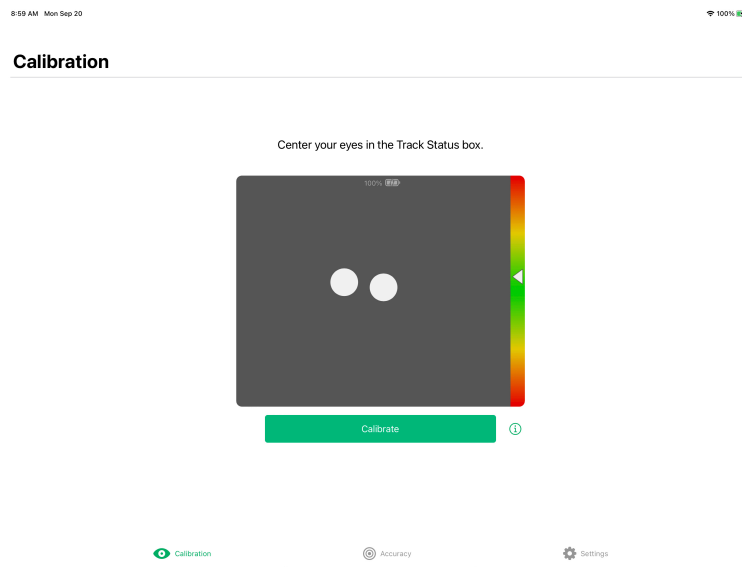 8:59 AM Mon Sep 20
100%
Calibration
Center your eyes in the Track Status box.
100%
Calibrate
Calibration
Accuracy
Settings